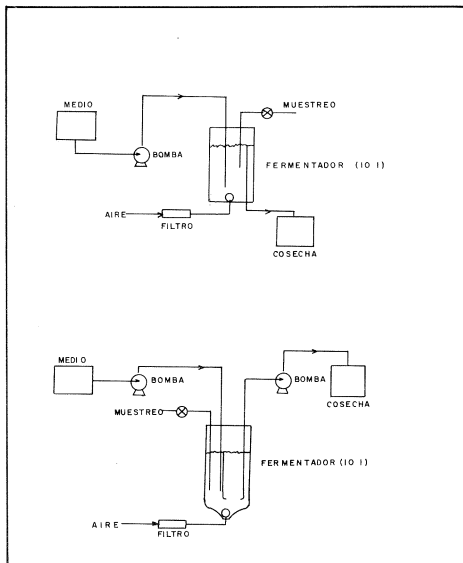 MEDIO
MUESTREO
BOMBA
FERMENTADOR (10 l)
AIRE
FILTRO
COSECHA
MEDIO
BOMBA
BOMBA
COSECHA
MUESTREO
FERMENTADOR (10 l)
AIRE
FILTRO